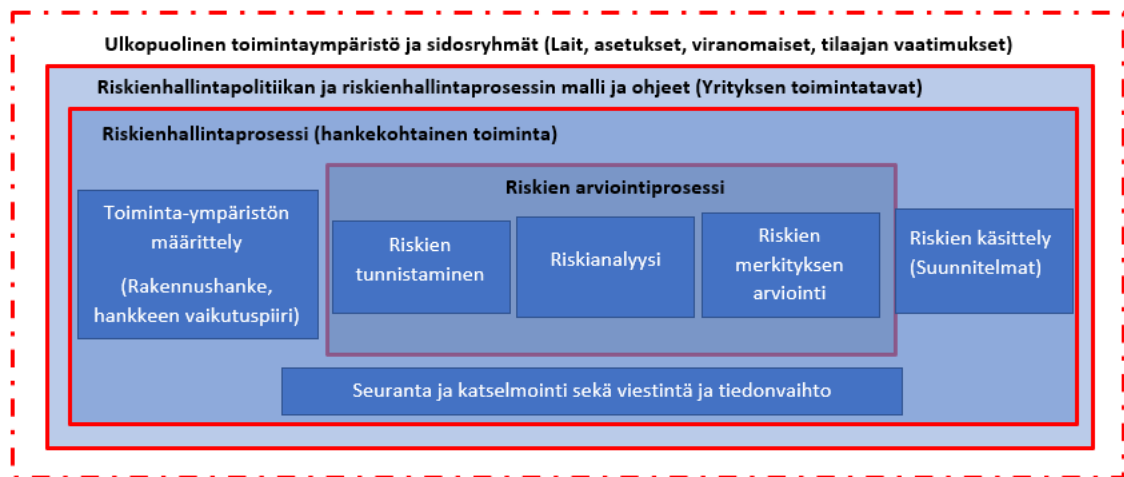 Ulkopuolinen toimintaympäristö ja sidosryhmät (Lait, asetukset, viranomaiset, tilaajan vaatimukset)
Riskienhallintapolitiikan ja riskienhallintaprosessin malli ja ohjeet (Yrityksen toimintatavat)
Riskienhallintaprosessi (hankekohtainen toiminta)
Riskien arviointiprosessi
Toiminta-ympäristön
määrittely
(Rakennushanke,
hankkeen vaikutuspiiri)
Riskien
tunnistaminen
Riskianalyysi
Riskien
merkityksen
arviointi
Riskien käsittely
(Suunnitelmat)
Seuranta ja katselmointi sekä viestintä ja tiedonvaihto